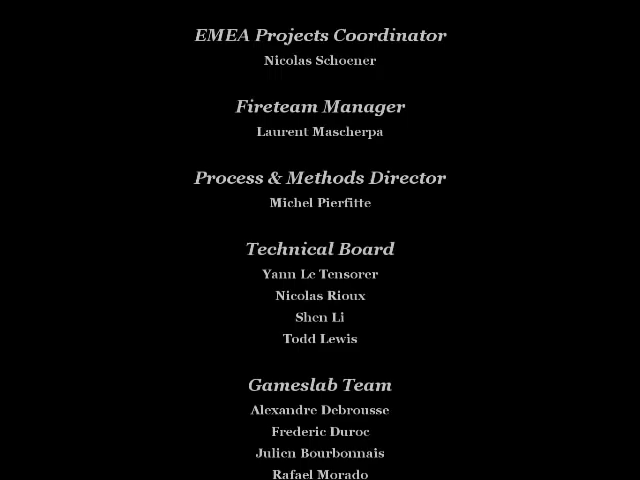 EMEA Projects Coordinator
Nicolas Schoener
Fireteam Manager
Laurent Mascherpa
Process & Methods Director
Michel Pierfitte
Technical Board
Yann Le Tensorer
Nicolas Rioux
Shen Li
Todd Lewis
Gameslab Team
Alexandre Debrousse
Frederic Duroc
Julien Bourbonnais
Rafael Morado